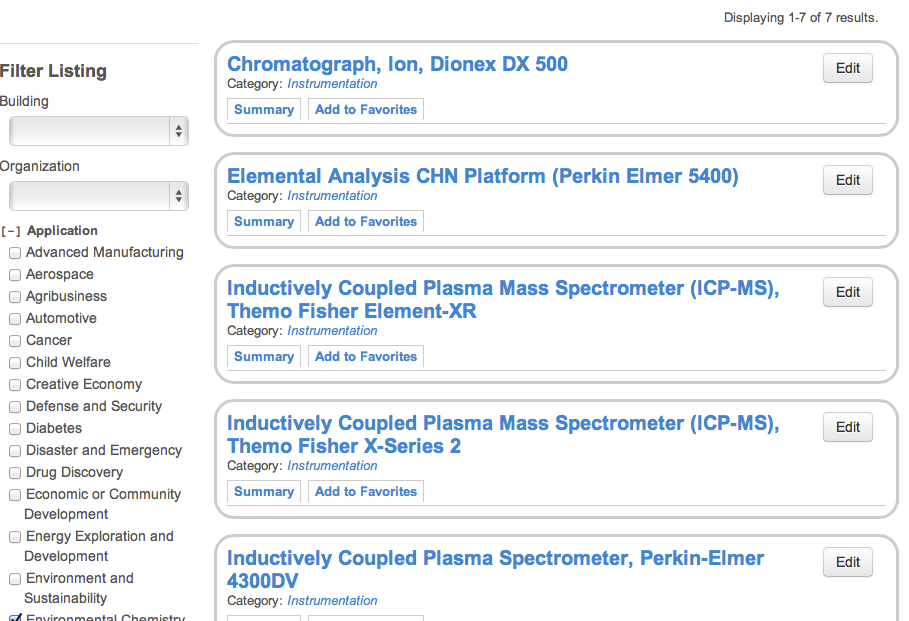 Displaying 1-7 of 7 results.
Filter Listing
Building
Organization
[–] Application
Advanced Manufacturing
Aerospace
Agribusiness
Automotive
Cancer
Child Welfare
Creative Economy
Defense and Security
Diabetes
Disaster and Emergency
Drug Discovery
Economic or Community
Development
Energy Exploration and
Development
Environment and
Sustainability
Environmental Chemistry
Chromatograph, Ion, Dionex DX 500
Edit
Category: Instrumentation
Summary Add to Favorites
Elemental Analysis CHN Platform (Perkin Elmer 5400)
Edit
Category: Instrumentation
Summary Add to Favorites
Inductively Coupled Plasma Mass Spectrometer (ICP-MS),
Edit
Themo Fisher Element-XR
Category: Instrumentation
Summary Add to Favorites
Inductively Coupled Plasma Mass Spectrometer (ICP-MS),
Edit
Themo Fisher X-Series 2
Category: Instrumentation
Summary Add to Favorites
Inductively Coupled Plasma Spectrometer, Perkin-Elmer
Edit
4300DV
Category: Instrumentation